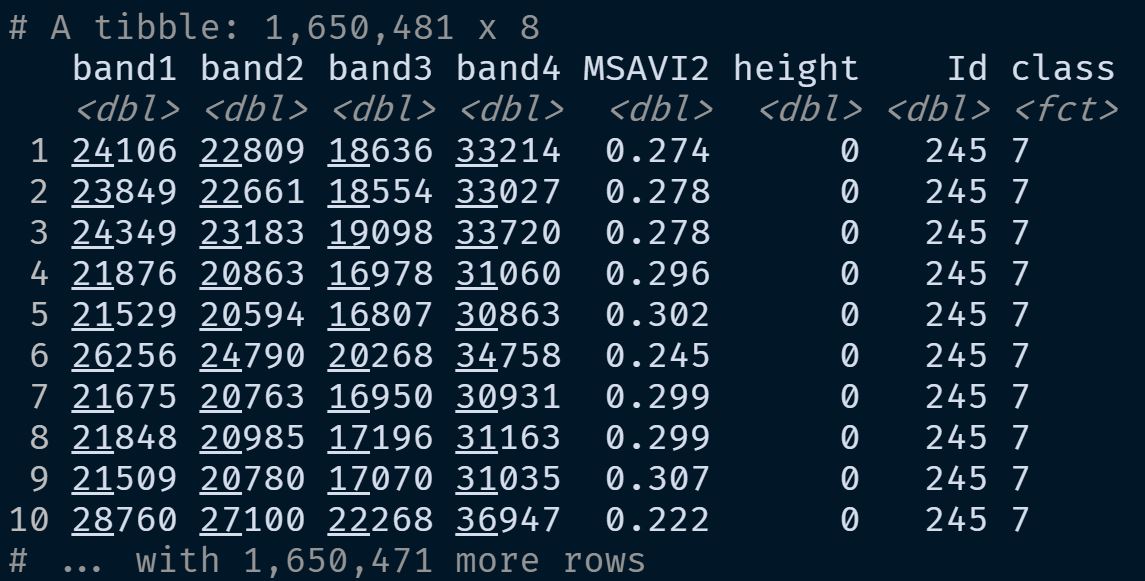 # A tibble: 1,650,481 x 8
band1 band2 band3 band4 MSAVI2 height Id class
<dbl> <dbl> <dbl> <dbl> <dbl> <dbl> <dbl> <fct>
1 24106 22809 18636 33214 0.274 0 245 7
2 23849 22661 18554 33027 0.278 0 245 7
3 24349 23183 19098 33720 0.278 0 245 7
4 21876 20863 16978 31060 0.296 0 245 7
5 21529 20594 16807 30863 0.302 0 245 7
6 26256 24790 20268 34758 0.245 0 245 7
7 21675 20763 16950 30931 0.299 0 245 7
8 21848 20985 17196 31163 0.299 0 245 7
9 21509 20780 17070 31035 0.307 0 245 7
10 28760 27100 22268 36947 0.222 0 245 7
# ... with 1,650,471 more rows